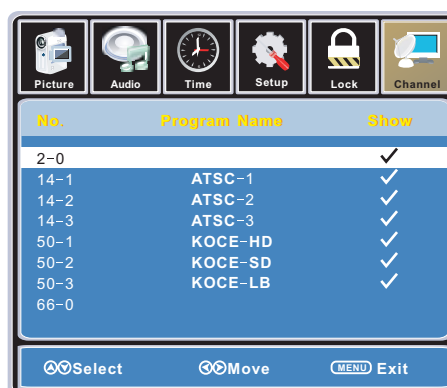 Picture Audio Time Setup Lock Channel
No. Program Name Show
2-0 ✓
14-1 ATSC-1 ✓
14-2 ATSC-2 ✓
14-3 ATSC-3 ✓
50-1 KOCE-HD ✓
50-2 KOCE-SD ✓
50-3 KOCE-LB ✓
66-0
Select Move MENU Exit